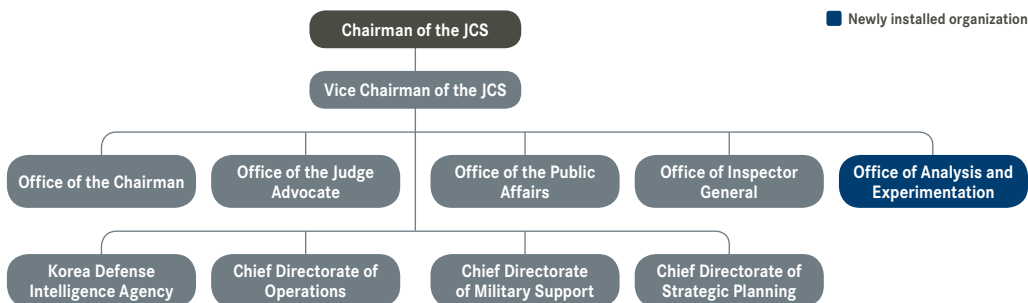 Chairman of the JCS
Newly installed organization
Vice Chairman of the JCS
Office of the Chairman
Office of the Judge
Advocate
Office of the Public
Affairs
Office of Inspector
General
Office of Analysis and
Experimentation
Korea Defense
Intelligence Agency
Chief Directorate of
Operations
Chief Directorate
of Military Support
Chief Directorate of
Strategic Planning